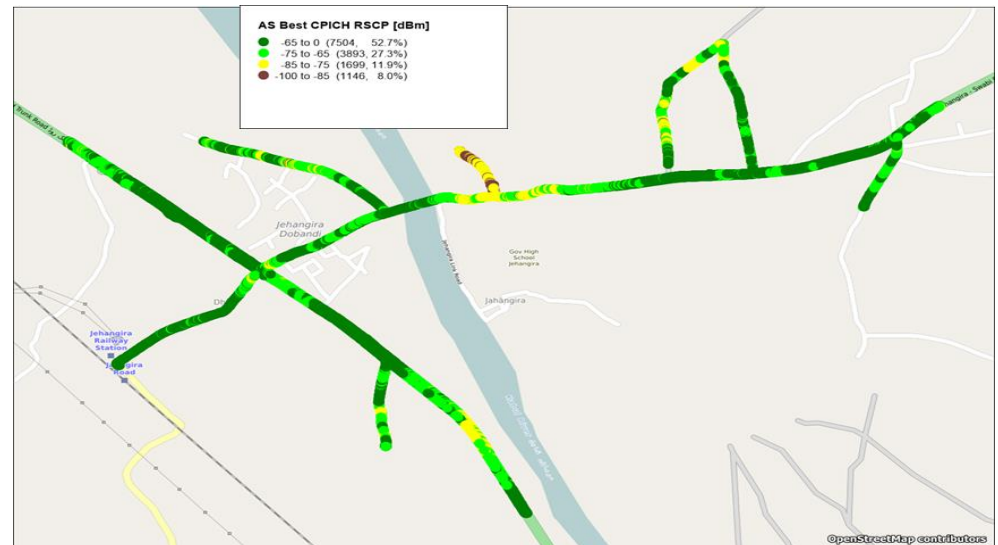 AS Best CPICH RSCP [dBm]
-65 to 0 (7504, 52.7%)
-75 to -65 (3893, 27.3%)
-85 to -75 (1699, 11.9%)
-100 to -85 (1146, 8.0%)
Trunk Road
Jehangira
Dobandi
Gov High
School
Jehangira
Jahangira
Jehangira
Railway
Station
Road
OpenStreetMap contributors